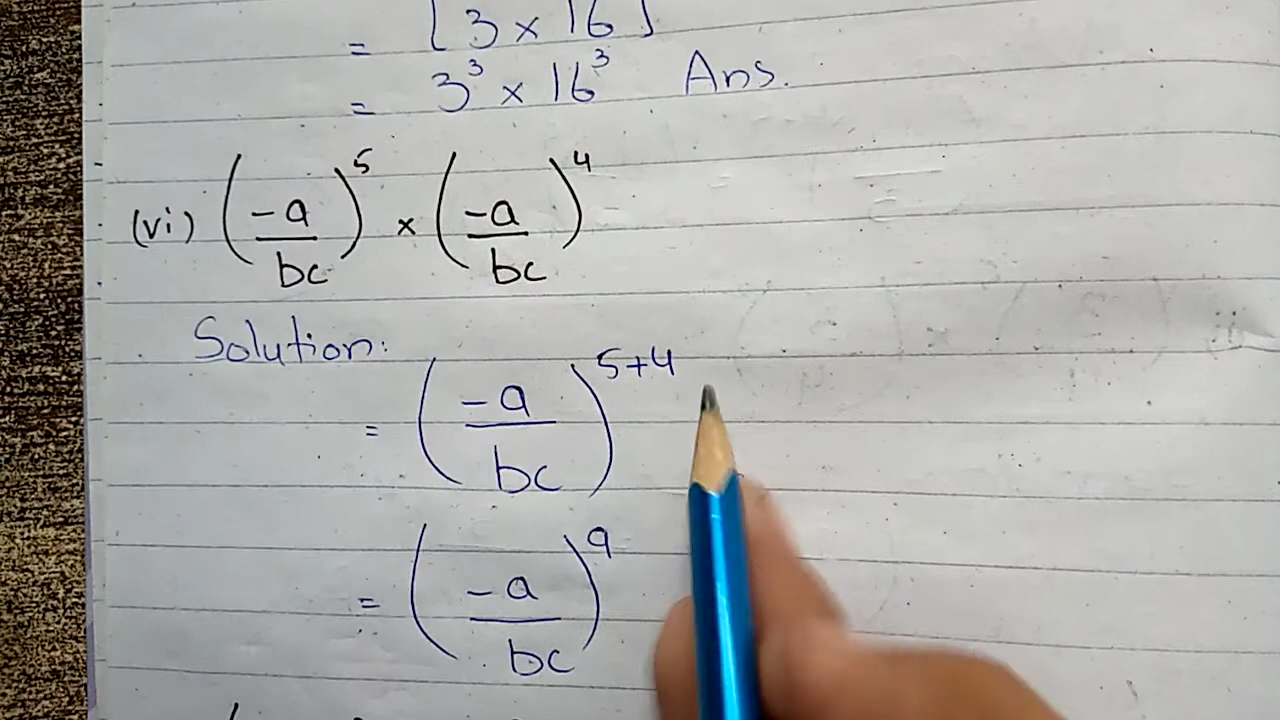 = [3 × 16]
= 3³ × 16³ Ans.
(vi) (-a/bc)⁵ × (-a/bc)⁴
Solution:
= (-a/bc)⁵⁺⁴
= (-a/bc)⁹